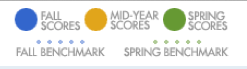 FALL SCORES
MID-YEAR SCORES
SPRING SCORES
FALL BENCHMARK
SPRING BENCHMARK